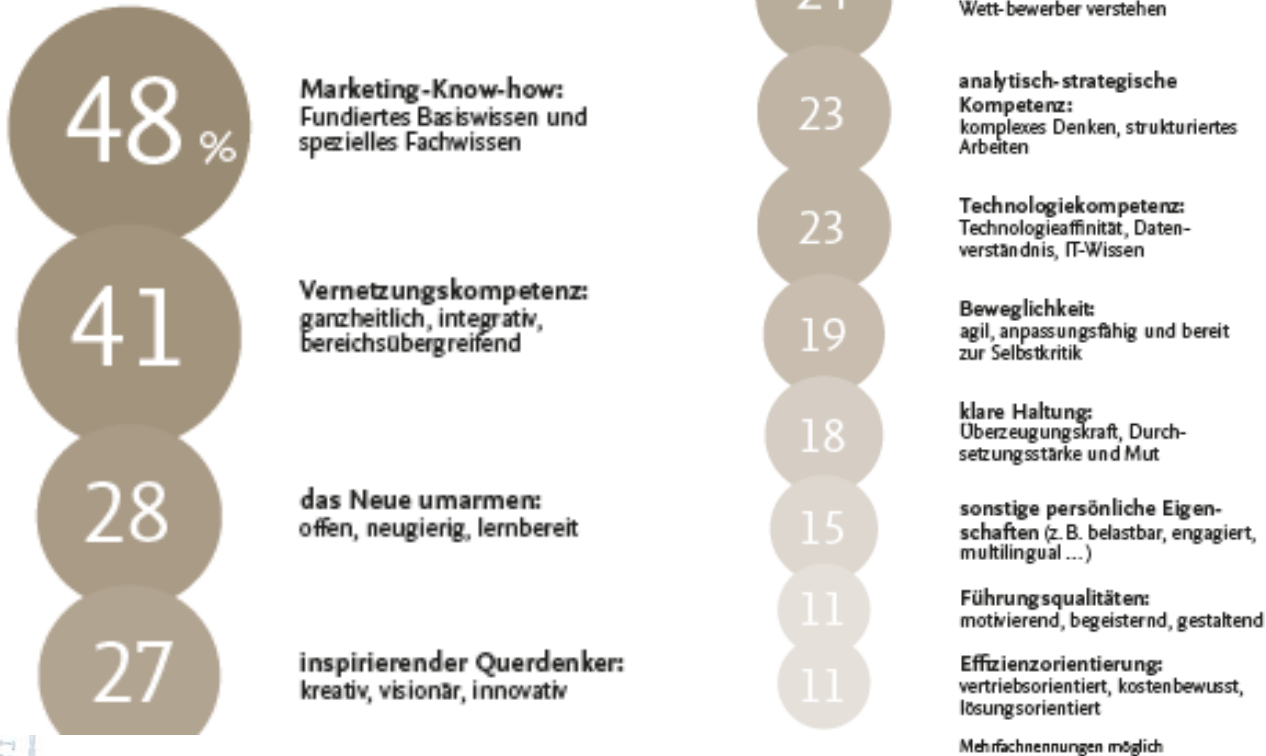 48 %
Marketing-Know-how:
Fundiertes Basiswissen und
spezielles Fachwissen
41
Vernetzungskompetenz:
ganzheitlich, integrativ,
bereichsübergreifend
28
das Neue umarmen:
offen, neugierig, lernbereit
27
inspirierender Querdenker:
kreativ, visionär, innovativ
Wett-bewerber verstehen
23
analytisch-strategische
Kompetenz:
komplexes Denken, strukturiertes
Arbeiten
23
Technologiekompetenz:
Technologieaffinität, Daten-
verständnis, IT-Wissen
19
Beweglichkeit:
agil, anpassungsfähig und bereit
zur Selbstkritik
18
klare Haltung:
Überzeugungskraft, Durch-
setzungsstärke und Mut
15
sonstige persönliche Eigen-
schaften (z. B. belastbar, engagiert,
multilingual ...)
11
Führungsqualitäten:
motivierend, begeisternd, gestaltend
11
Effizienzorientierung:
vertriebsorientiert, kostenbewusst,
lösungsorientiert
Mehrfachnennungen möglich